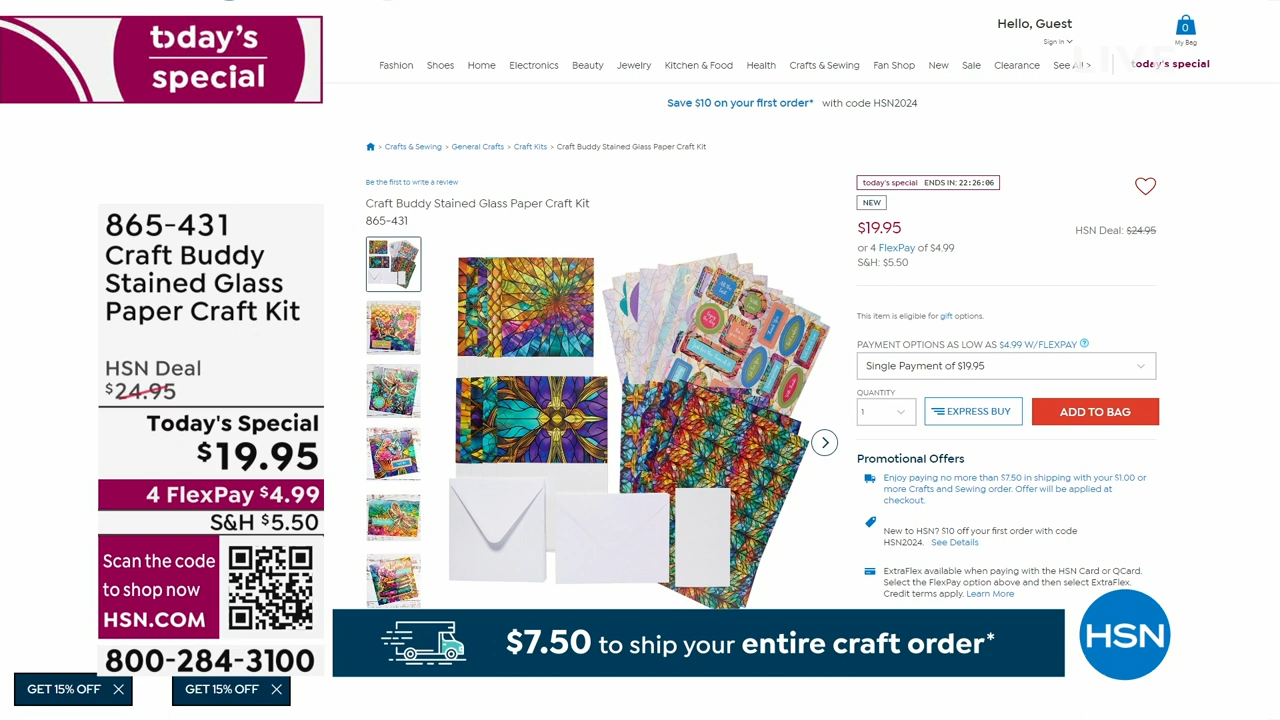 today's
special
Hello, Guest
Sign In
0
My Bag
LIVE
Fashion Shoes Home Electronics Beauty Jewelry Kitchen & Food Health Crafts & Sewing Fan Shop New Sale Clearance See All > today's special
Save $10 on your first order* with code HSN2024
> Crafts & Sewing > General Crafts > Craft Kits > Craft Buddy Stained Glass Paper Craft Kit
Be the first to write a review
Craft Buddy Stained Glass Paper Craft Kit
865-431
today's special ENDS IN: 22:26:06
NEW
$19.95
HSN Deal: $24.95
or 4 FlexPay of $4.99
S&H: $5.50
This item is eligible for gift options.
PAYMENT OPTIONS AS LOW AS $4.99 W/FLEXPAY ?
Single Payment of $19.95
QUANTITY
1
EXPRESS BUY
ADD TO BAG
Promotional Offers
Enjoy paying no more than $7.50 in shipping with your $1.00 or
more Crafts and Sewing order. Offer will be applied at
checkout.
New to HSN? $10 off your first order with code
HSN2024. See Details
ExtraFlex available when paying with the HSN Card or QCard.
Select the FlexPay option above and then select ExtraFlex.
Credit terms apply. Learn More
865-431
Craft Buddy
Stained Glass
Paper Craft Kit
HSN Deal
$24.95
Today's Special
$19.95
4 FlexPay $4.99
S&H $5.50
Scan the code
to shop now
HSN.COM
800-284-3100
$7.50 to ship your entire craft order*
HSN
GET 15% OFF
GET 15% OFF